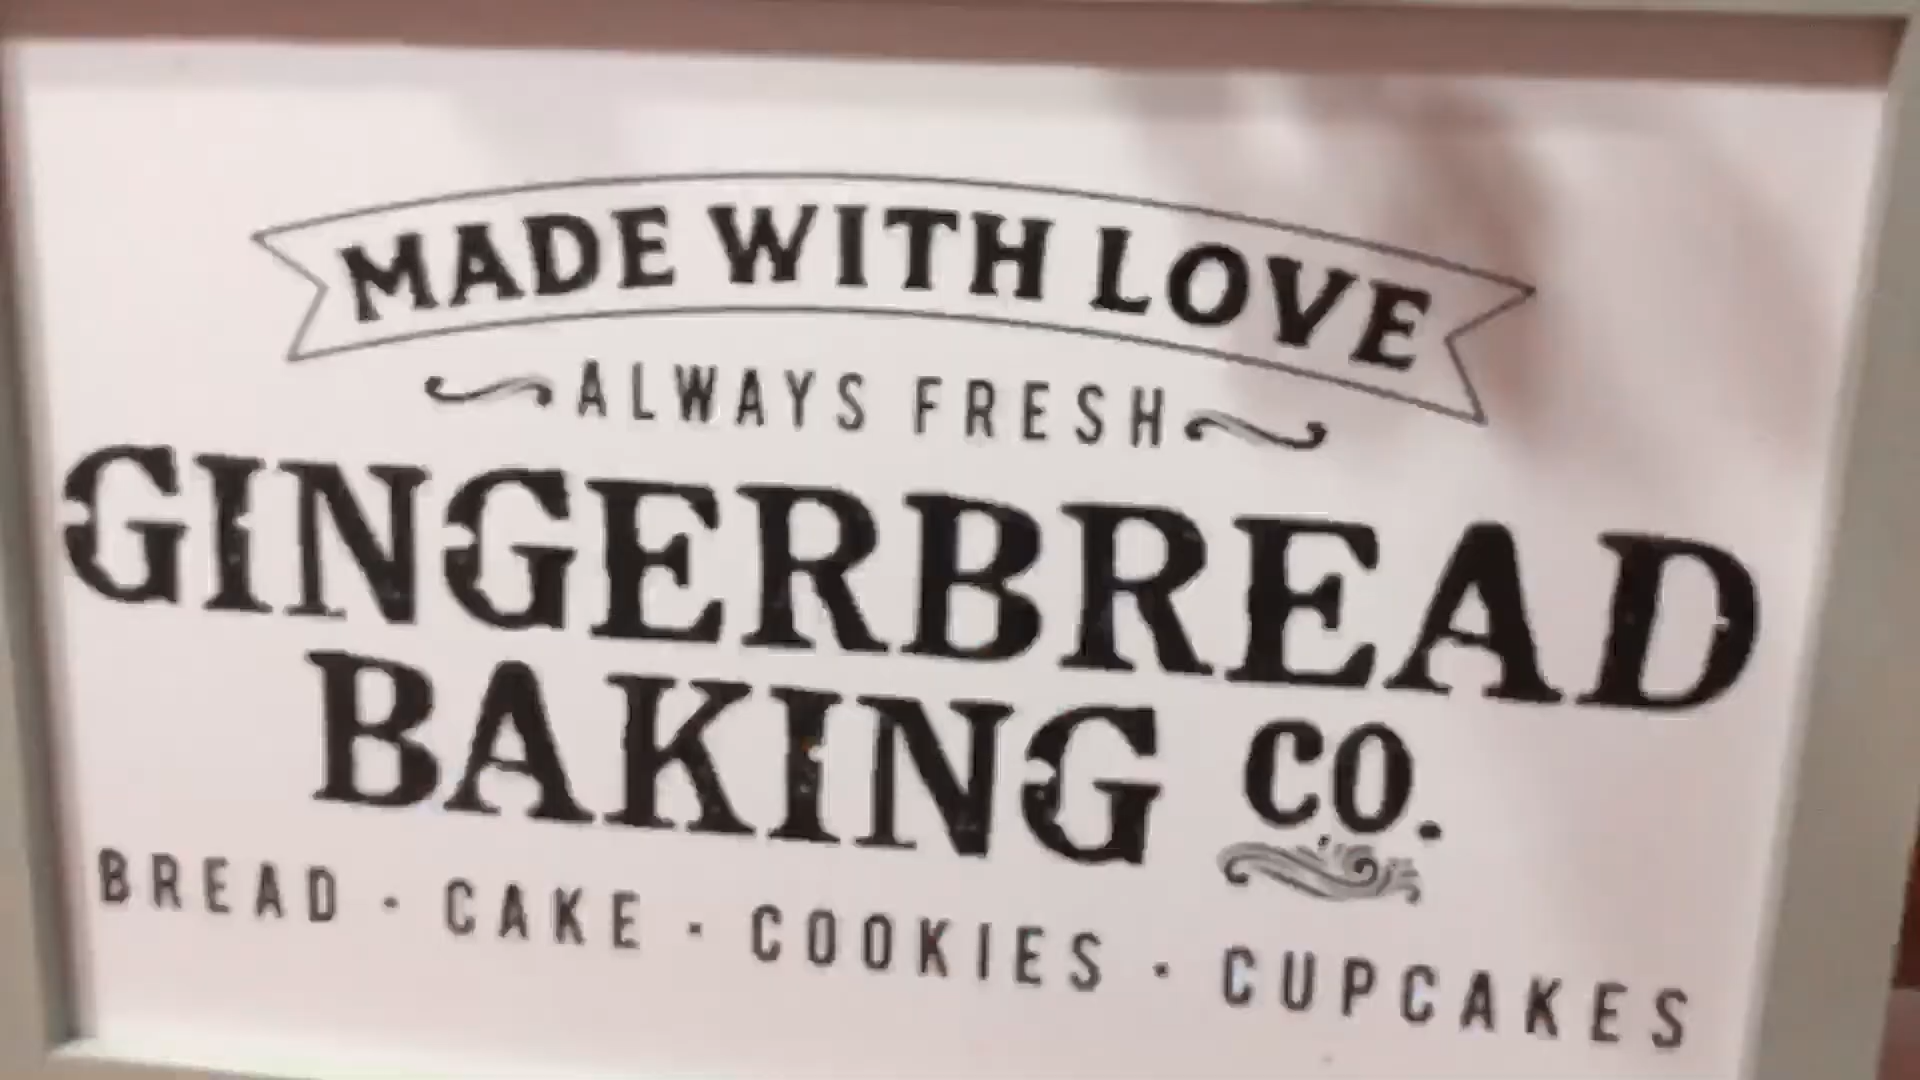 MADE WITH LOVE
ALWAYS FRESH
GINGERBREAD
BAKING CO.
BREAD · CAKE · COOKIES · CUPCAKES